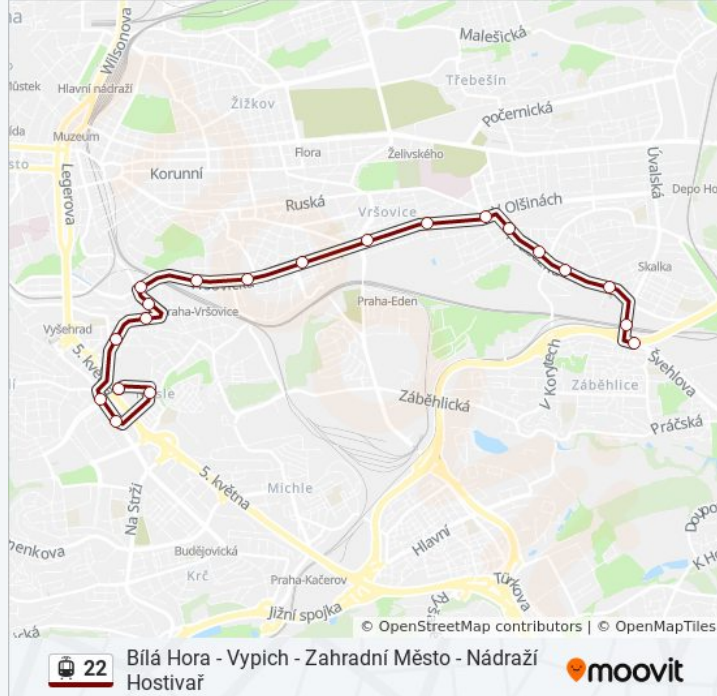 Wilsonova
Malešická
Třebešín
Hlavní nádraží
Žižkov
Počernická
Muzeum
Flora
Želivského
Úvalská
Korunní
Legerova
Ruská
Vršovice
V Olšinách
Depo Ho
Skalka
Praha-Eden
Praha-Vršovice
Vyšehrad
5. kvě
V Korytech
Záběhlice
Švehlova
Záběhlická
Práčská
5. května
Michle
Na Strži
Hlavní
Budějovická
Krč
Praha-Kačerov
Türkova
Jižní spojka
K Ho
© OpenStreetMap contributors | © OpenMapTiles
22
Bílá Hora - Vypich - Zahradní Město - Nádraží
Hostivař
moovit